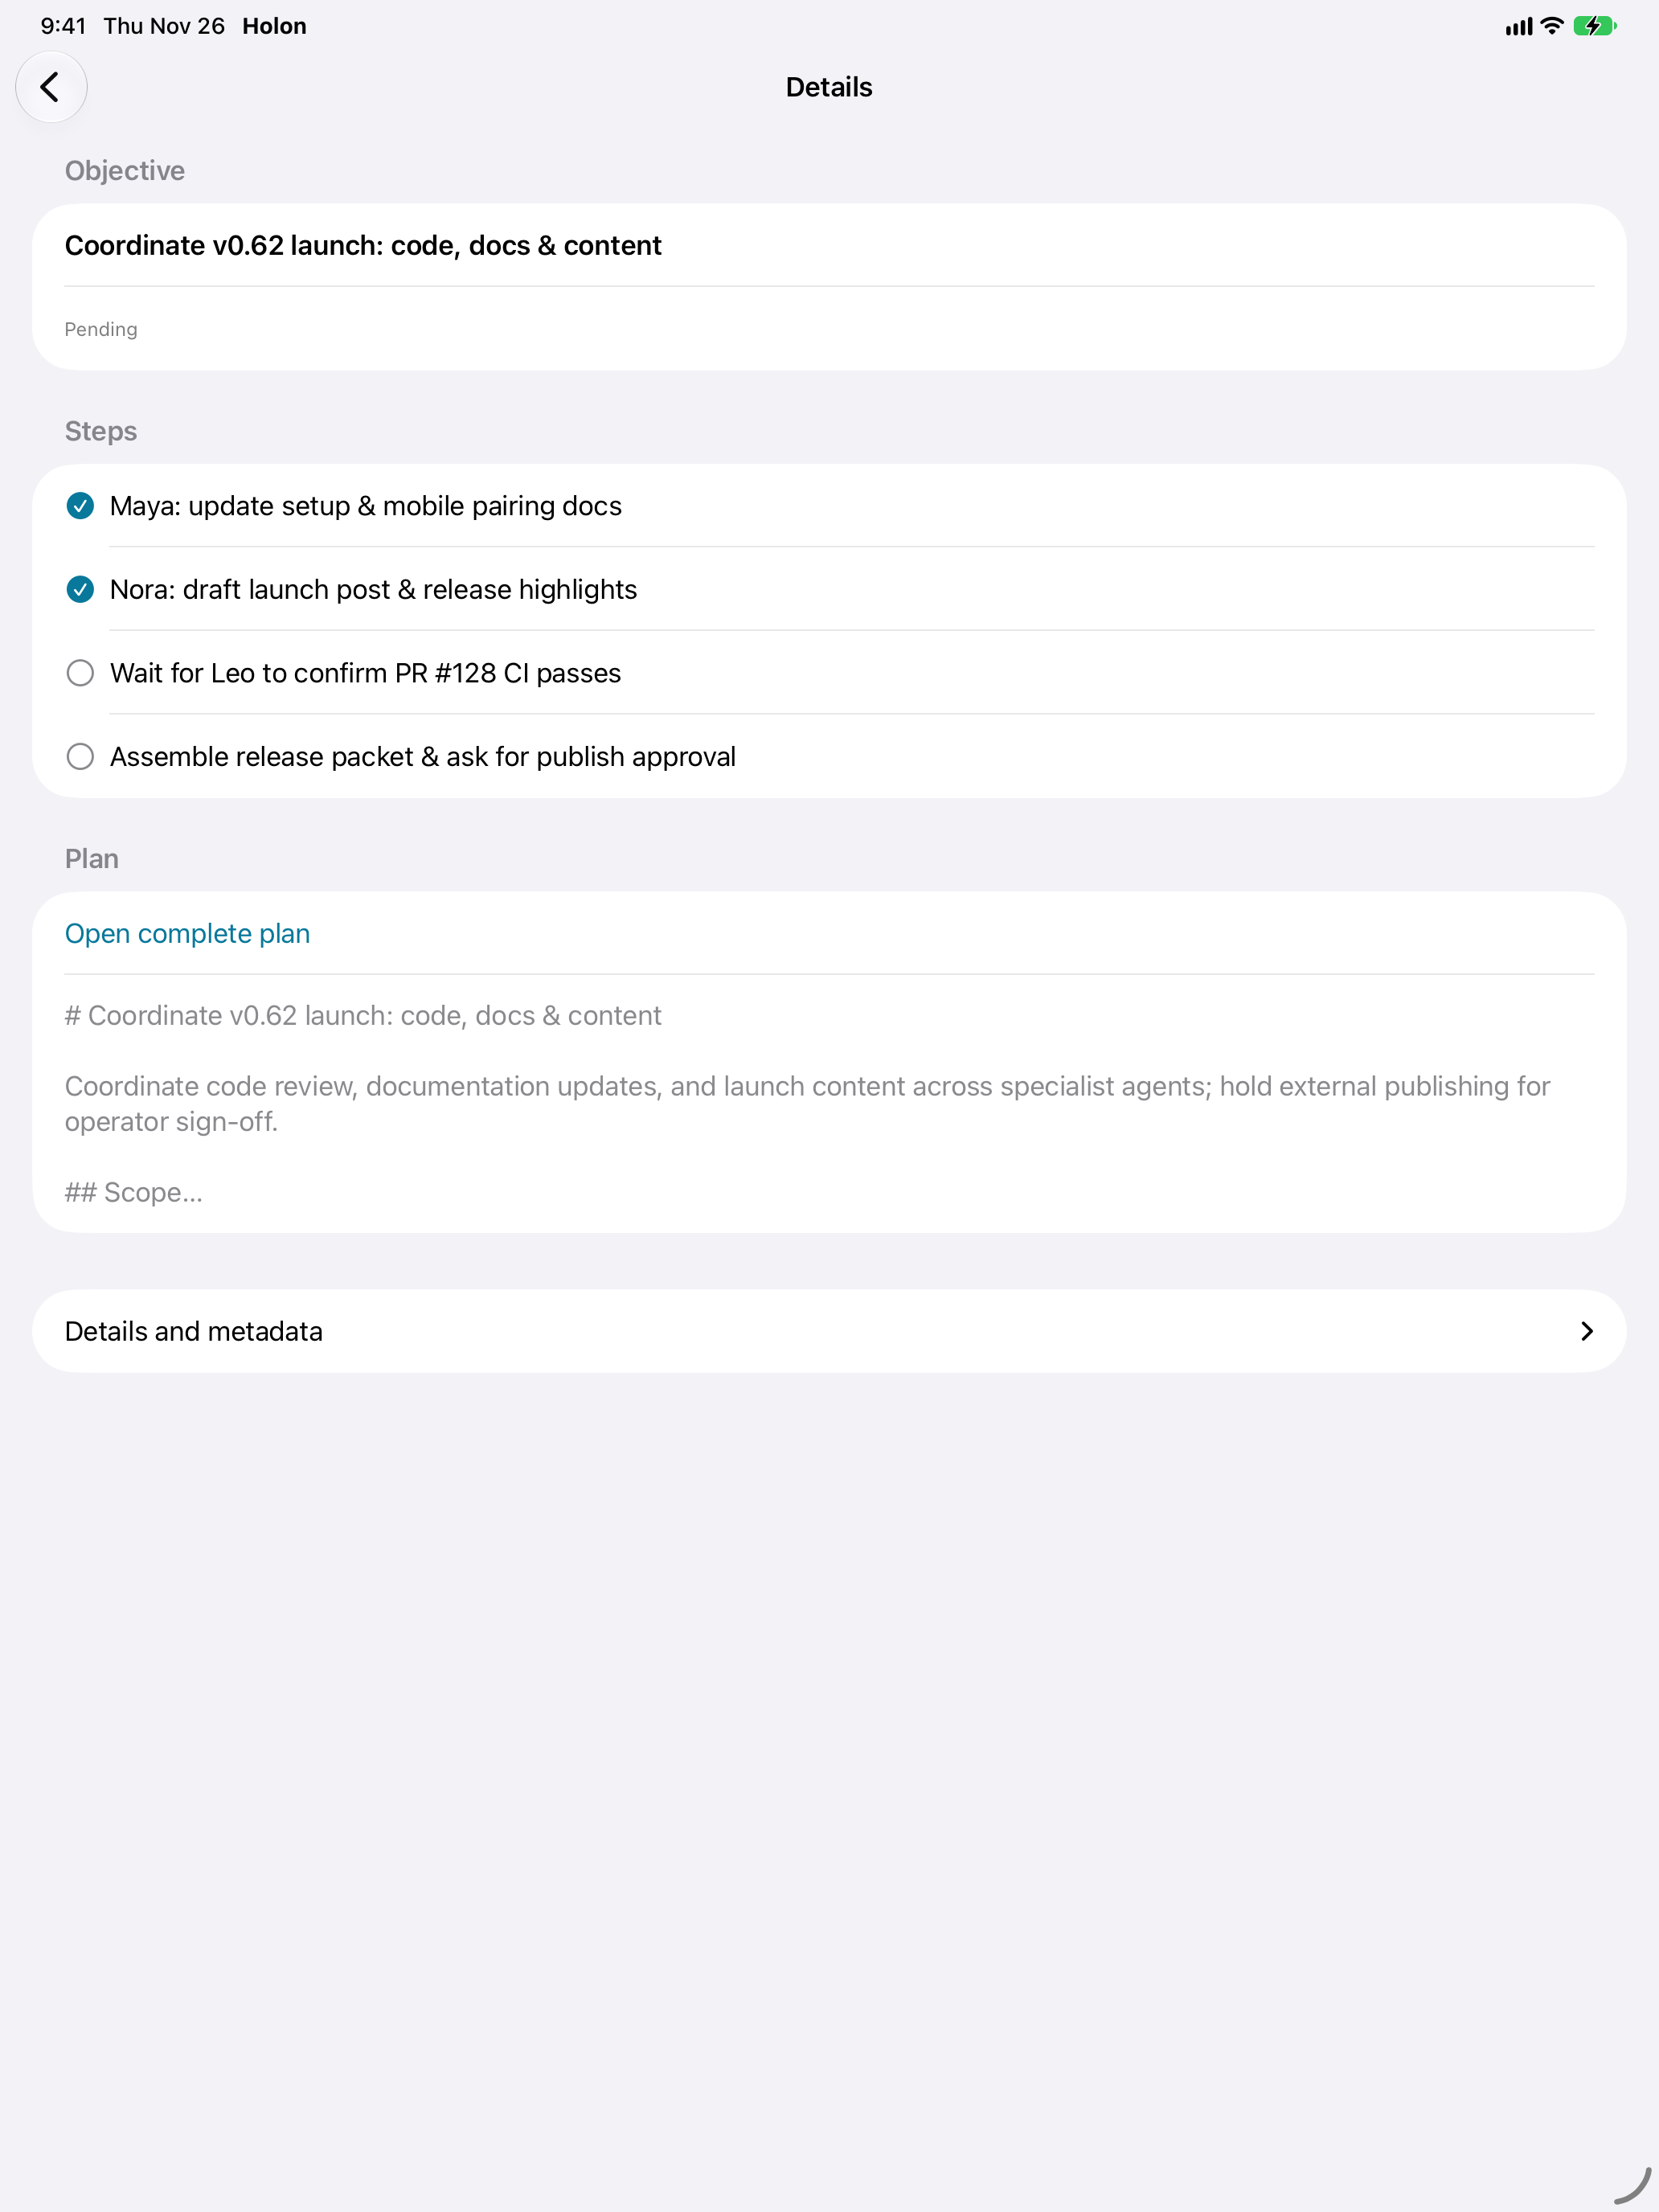 9:41 Thu Nov 26 Holon
Details
Objective
Coordinate v0.62 launch: code, docs & content
Pending
Steps
Maya: update setup & mobile pairing docs
Nora: draft launch post & release highlights
Wait for Leo to confirm PR #128 CI passes
Assemble release packet & ask for publish approval
Plan
Open complete plan
# Coordinate v0.62 launch: code, docs & content
Coordinate code review, documentation updates, and launch content across specialist agents; hold external publishing for
operator sign-off.
## Scope...
Details and metadata